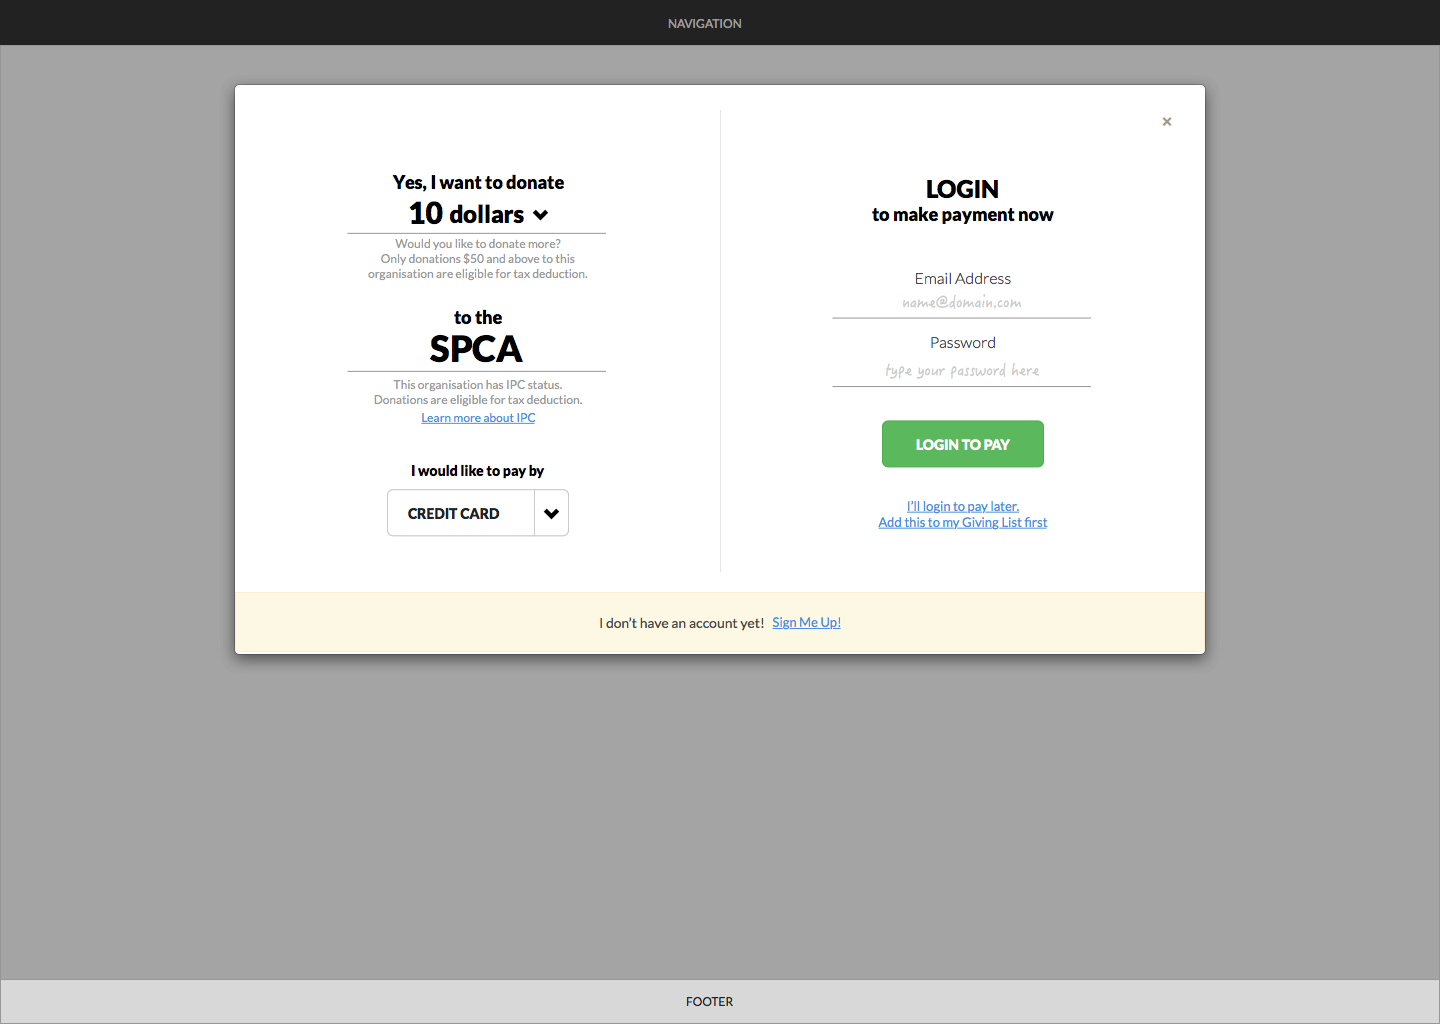 NAVIGATION
×
Yes, I want to donate
10 dollars
Would you like to donate more?
Only donations $50 and above to this
organisation are eligible for tax deduction.
to the
SPCA
This organisation has IPC status.
Donations are eligible for tax deduction.
Learn more about IPC
I would like to pay by
CREDIT CARD
LOGIN
to make payment now
Email Address
name@domain.com
Password
type your password here
LOGIN TO PAY
I'll login to pay later.
Add this to my Giving List first
I don't have an account yet! Sign Me Up!
FOOTER